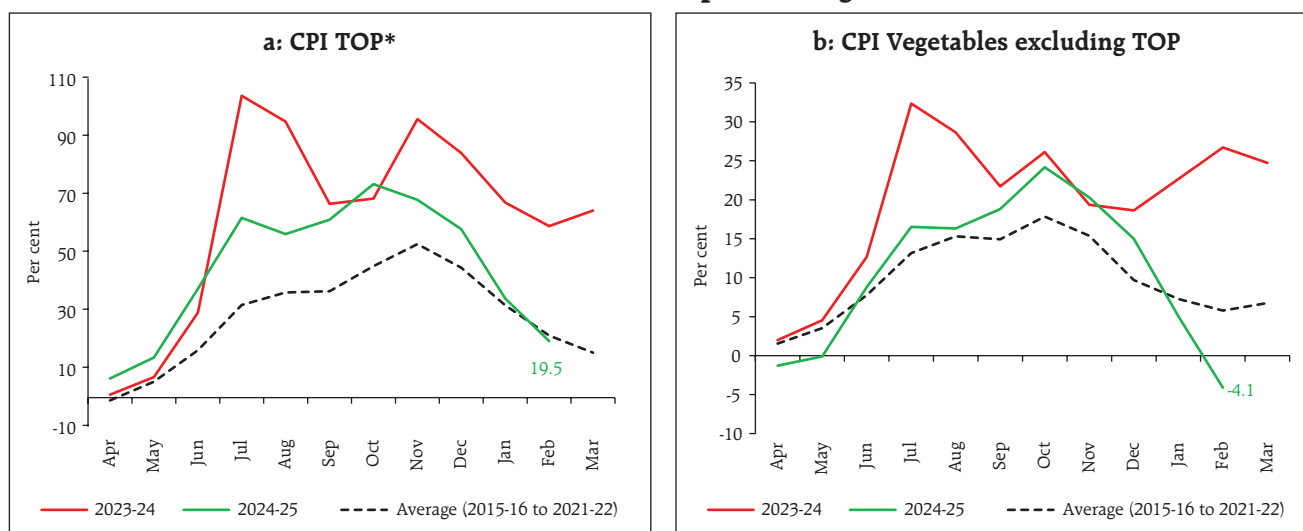 a: CPI TOP*
Per cent
110
90
70
50
30
10
-10
19.5
Apr
May
Jun
Jul
Aug
Sep
Oct
Nov
Dec
Jan
Feb
Mar
2023-24 2024-25 Average (2015-16 to 2021-22)
b: CPI Vegetables excluding TOP
Per cent
40
35
30
25
20
15
10
5
0
-5
-10
-4.1
Apr
May
Jun
Jul
Aug
Sep
Oct
Nov
Dec
Jan
Feb
Mar
2023-24 2024-25 Average (2015-16 to 2021-22)